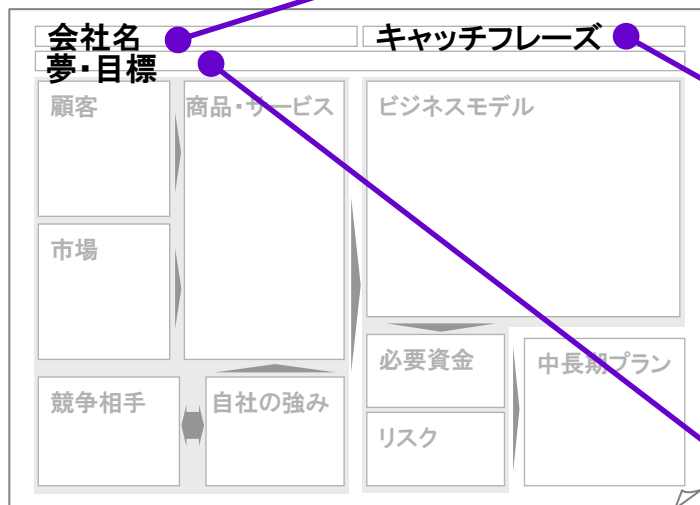 会社名
キャッチフレーズ
夢・目標
顧客
商品・サービス
ビジネスモデル
市場
必要資金
中長期プラン
競争相手
自社の強み
リスク